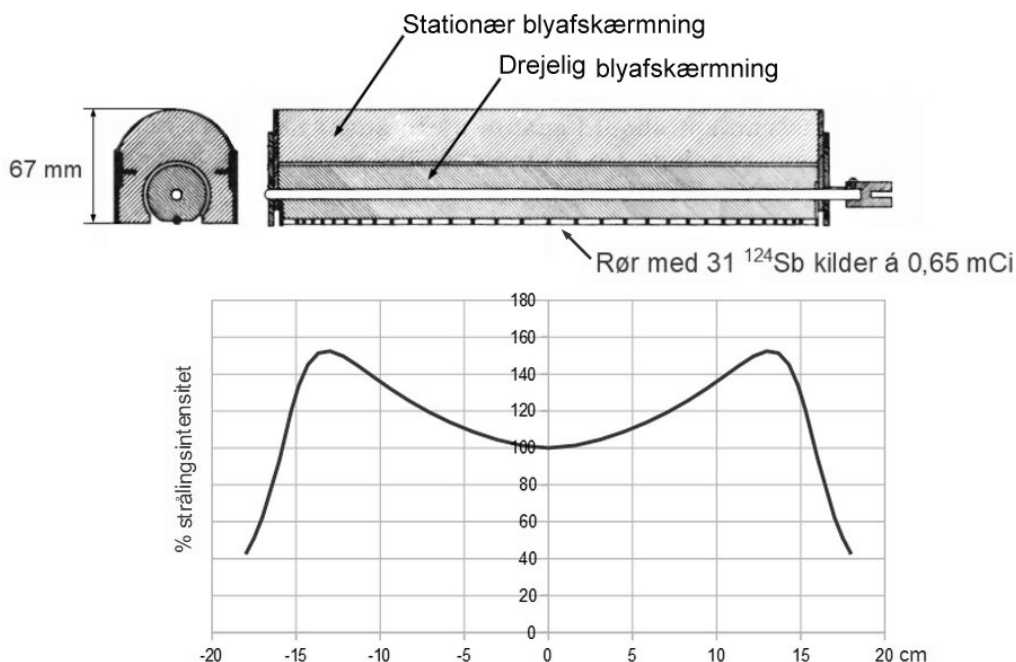 Stationær blyafskærmning
Drejelig blyafskærmning
67 mm
Rør med 31 ¹²⁴Sb kilder á 0,65 mCi
% strålingsintensitet
180
160
140
120
100
80
60
40
20
0
-20 -15 -10 -5 0 5 10 15 20 cm